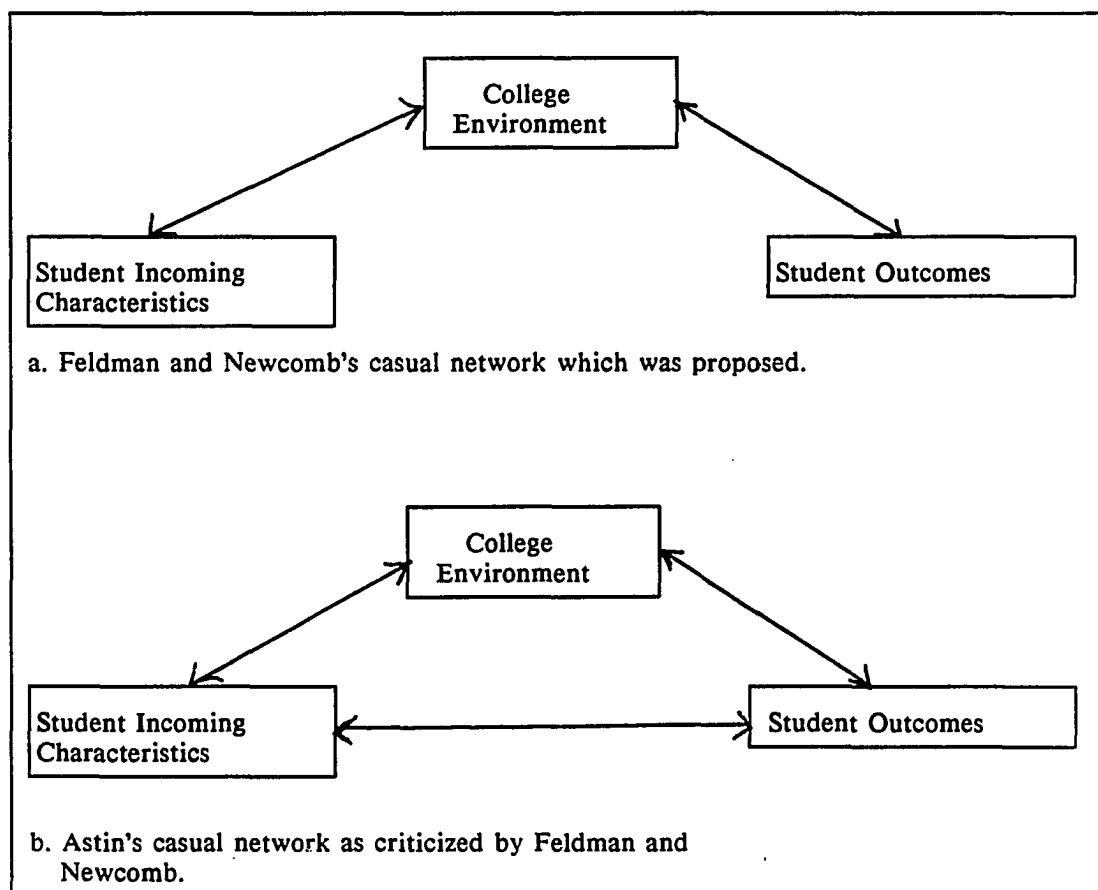 College
Environment
Student Incoming
Characteristics
Student Outcomes
a. Feldman and Newcomb's casual network which was proposed.
College
Environment
Student Incoming
Characteristics
Student Outcomes
b. Astin's casual network as criticized by Feldman and
Newcomb.